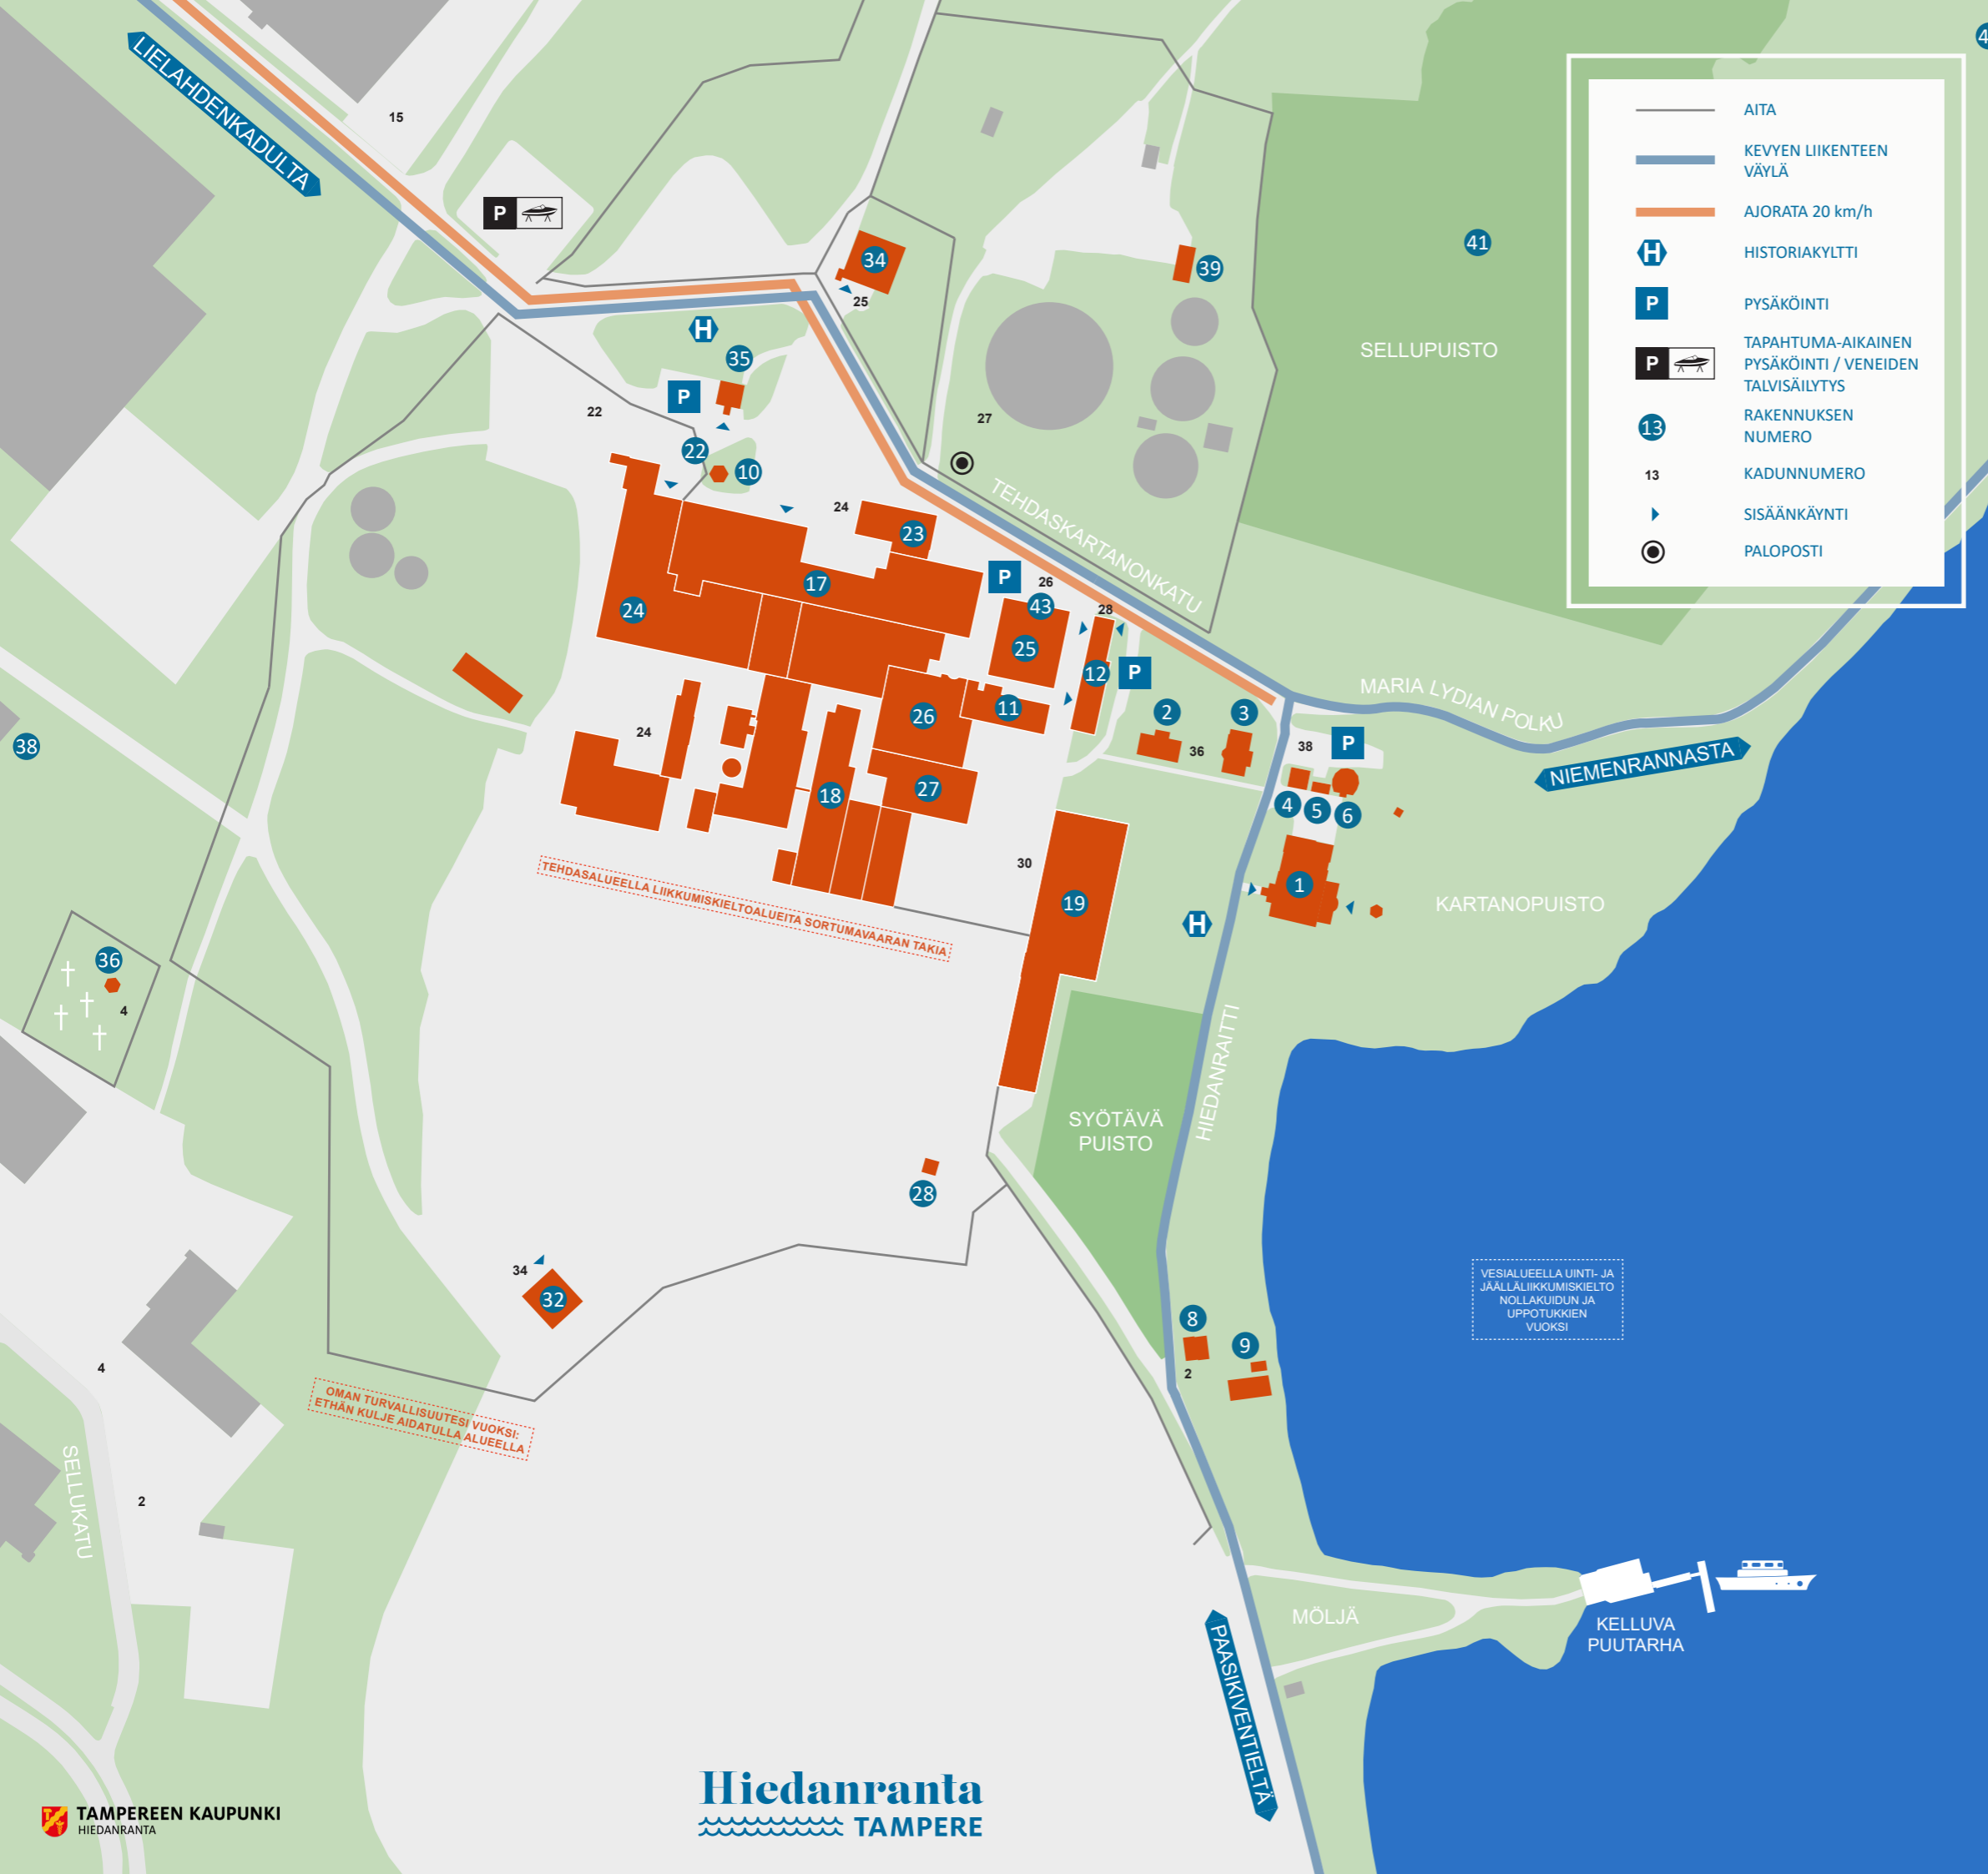 LIELAHDENKADULTA
15
P
34
25
39
41
4
H
35
P
22
22
10
24
27
SELLUPUISTO
TEHDASKARTANONKATU
23
17
24
P
26
43
28
25
12
P
11
26
2
3
36
38
P
MARIA LYDIAN POLKU
NIEMENRANNASTA
38
24
18
27
4
5
6
30
19
1
H
KARTANOPUISTO
TEHDASALUEELLA LIIKKUMISKIELTOALUEITA SORTUMAVAARAN TAKIA
36
4
HIEDANRAITTI
SYÖTÄVÄ
PUISTO
28
34
32
VESIALUEELLA UINTI- JA
JÄÄLLÄLIIKKUMISKIELTO
NOLLAKUIDUN JA
UPPOTUKKIEN
VUOKSI
8
9
2
4
OMAN TURVALLISUUTESI VUOKSI:
ETHÄN KULJE AIDATULLA ALUEELLA
SELLUKATU
2
MÖLJÄ
KELLUVA
PUUTARHA
PAASIKIVENTIELTÄ
AITA
KEVYEN LIIKENTEEN
VÄYLÄ
AJORATA 20 km/h
H HISTORIAKYLTTI
P PYSÄKÖINTI
TAPAHTUMA-AIKAINEN
P PYSÄKÖINTI / VENEIDEN
TALVISÄILYTYS
RAKENNUKSEN
13 NUMERO
13 KADUNNUMERO
SISÄÄNKÄYNTI
PALOPOSTI
Hiedanranta
TAMPERE
TAMPEREEN KAUPUNKI
HIEDANRANTA